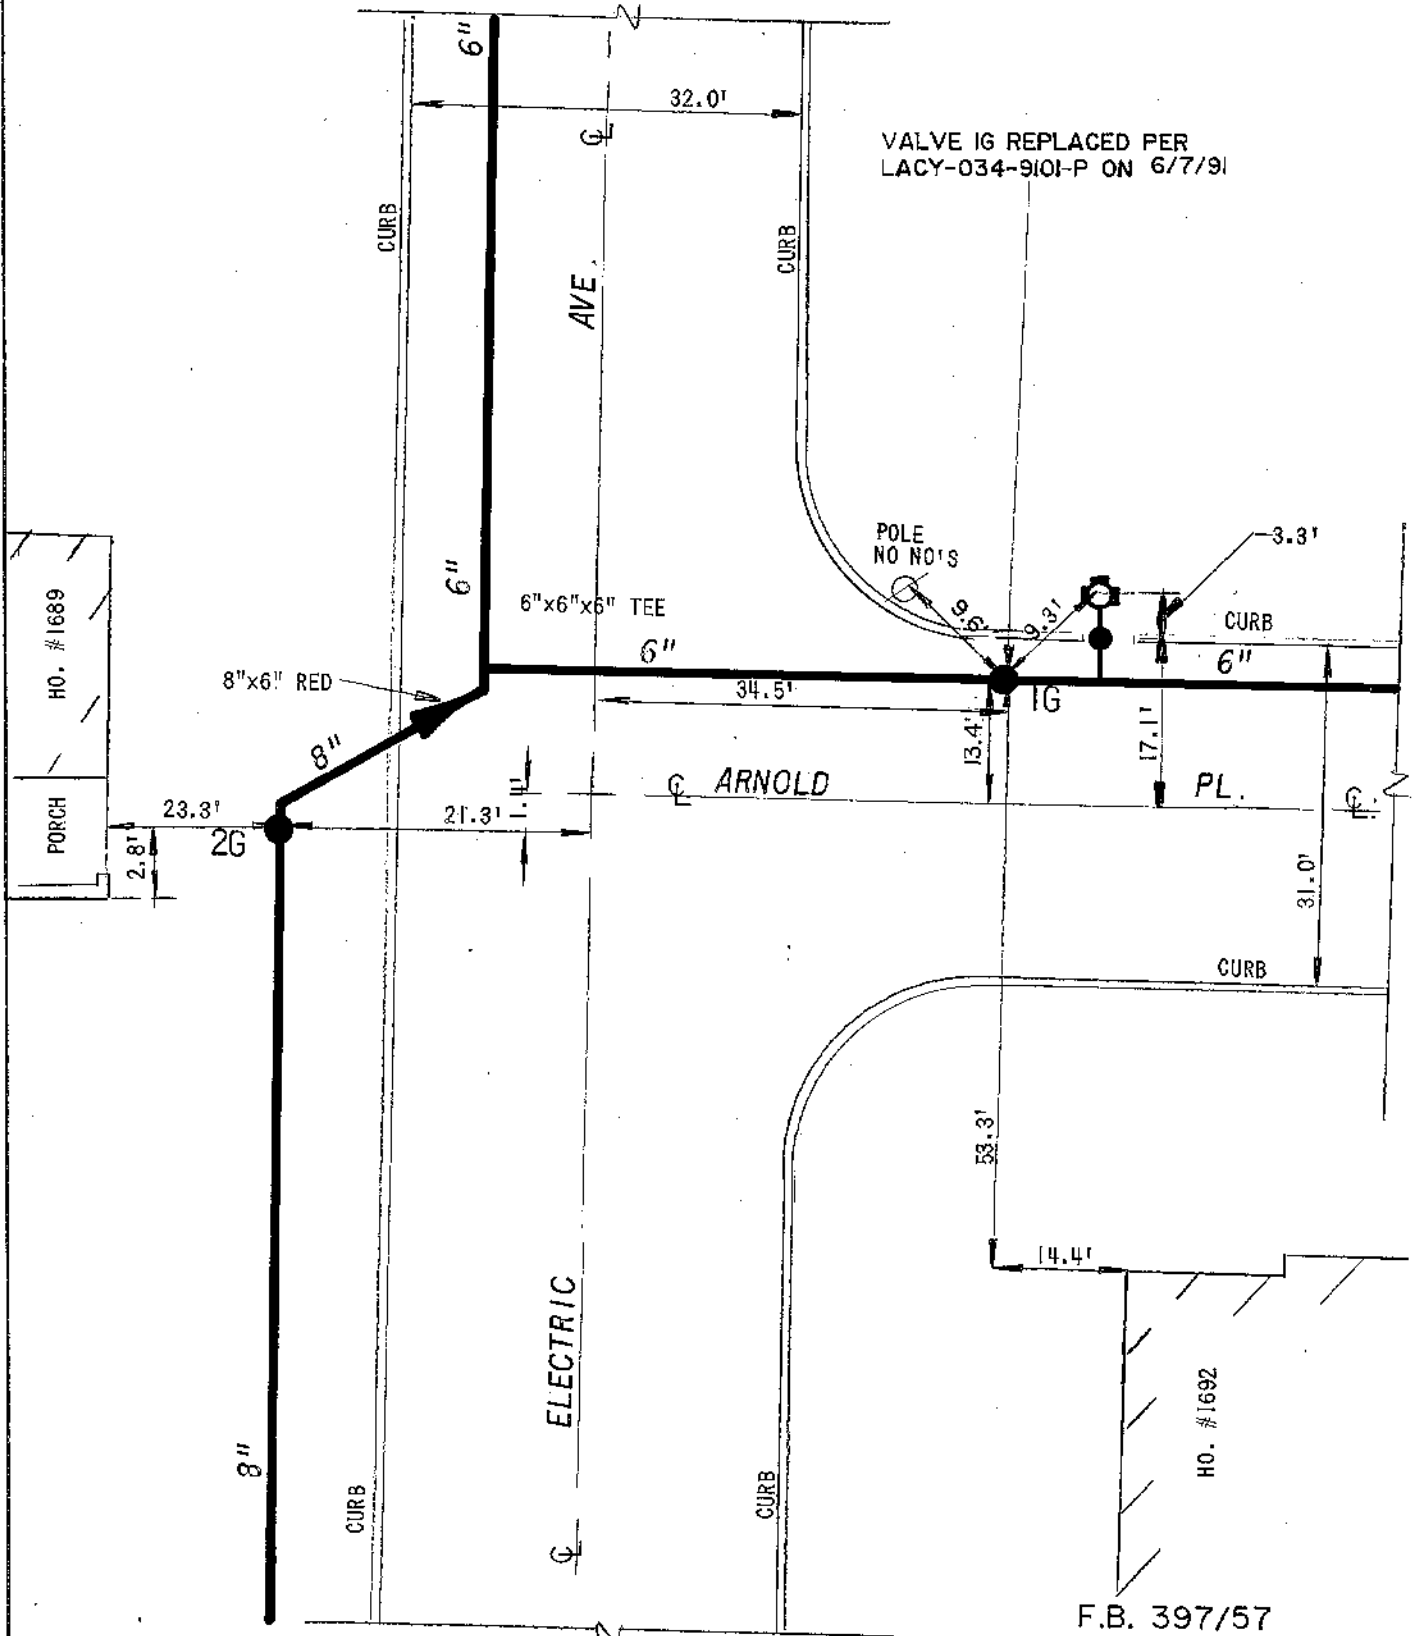 6"
32.0'
℄
VALVE 1G REPLACED PER
LACY-034-9101-P ON 6/7/91
CURB
CURB
AVE.
POLE
NO NO'S
3.3'
HO. #1689
6"
6"x6"x6" TEE
9.6'
9.3'
CURB
6"
6"
8"x6" RED
34.5'
1G
13.4'
17.1'
8"
℄ ARNOLD PL. ℄
PORCH
23.3'
2G
21.3'
1.1'
2.8'
31.0'
CURB
53.3'
14.4'
ELECTRIC
HO. #1692
8"
CURB
CURB
℄
F.B. 397/57